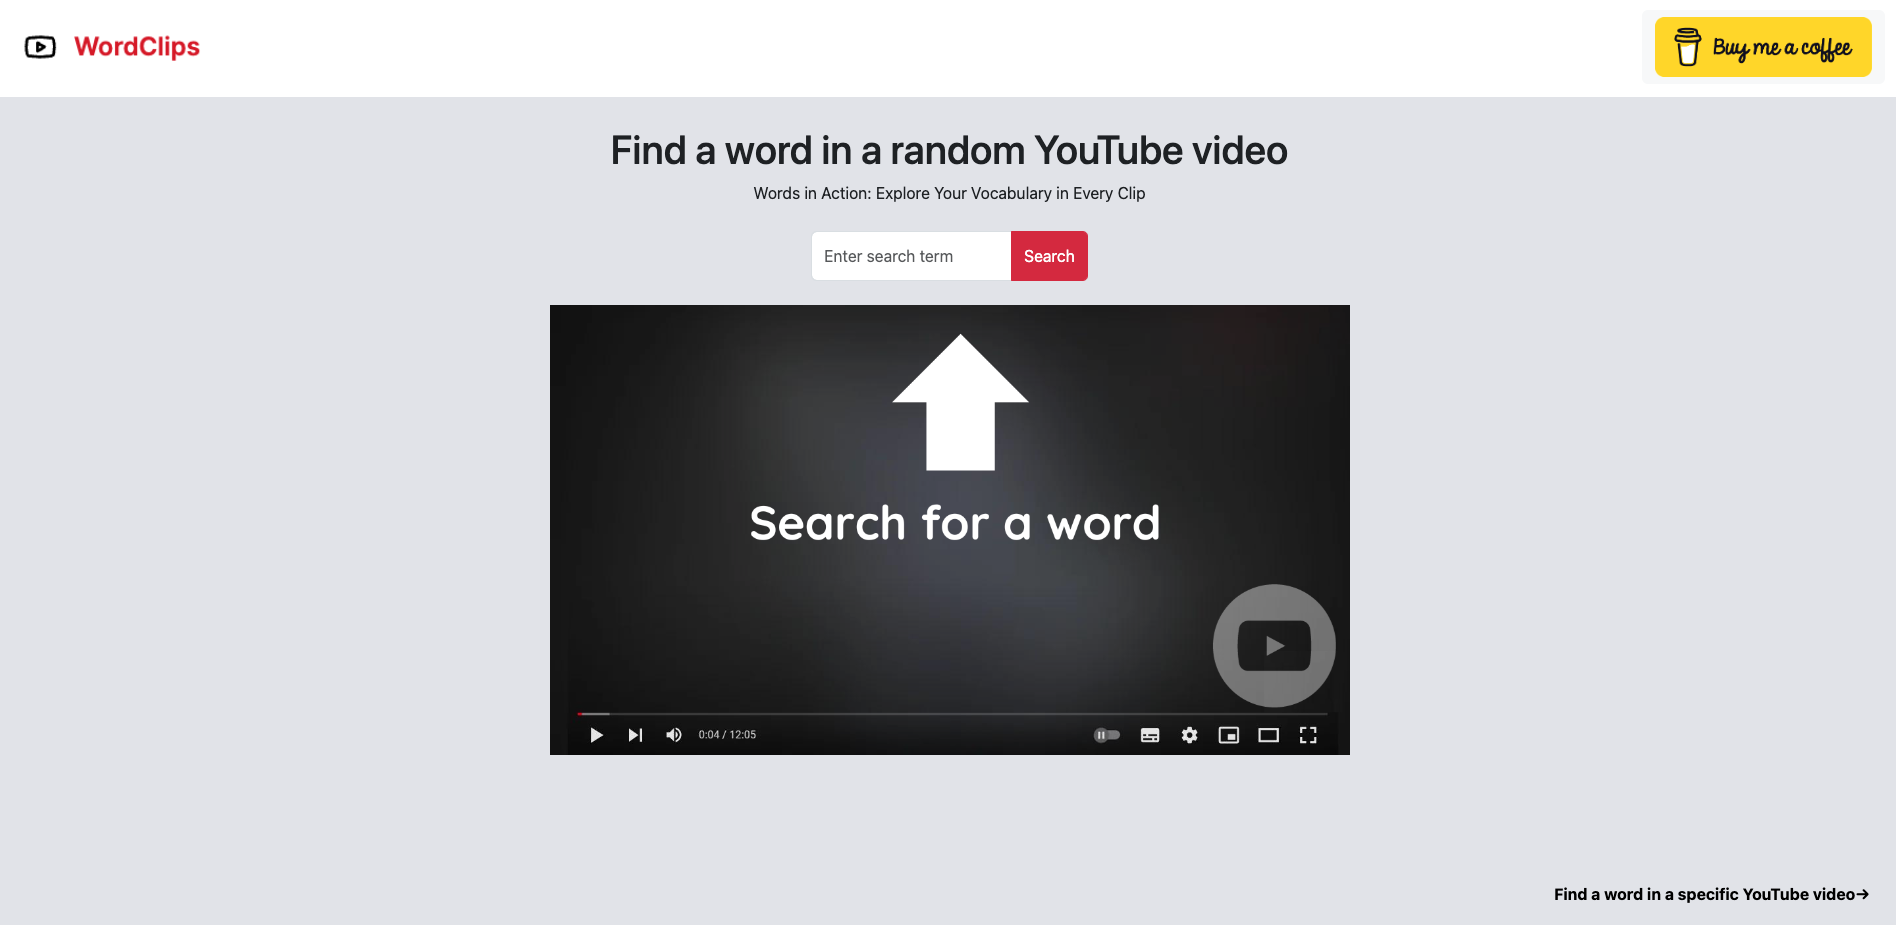 WordClips
Buy me a coffee
Find a word in a random YouTube video
Words in Action: Explore Your Vocabulary in Every Clip
Enter search term
Search
Search for a word
0:04 / 12:05
Find a word in a specific YouTube video→